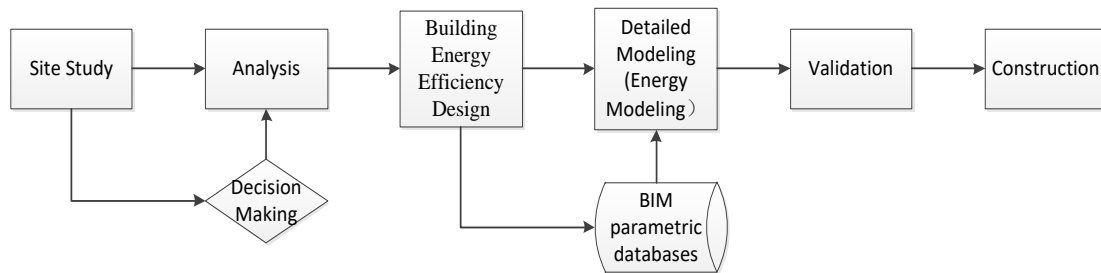 Site Study
Analysis
Building
Energy
Efficiency
Design
Detailed
Modeling
(Energy
Modeling）
Validation
Construction
Decision
Making
BIM
parametric
databases